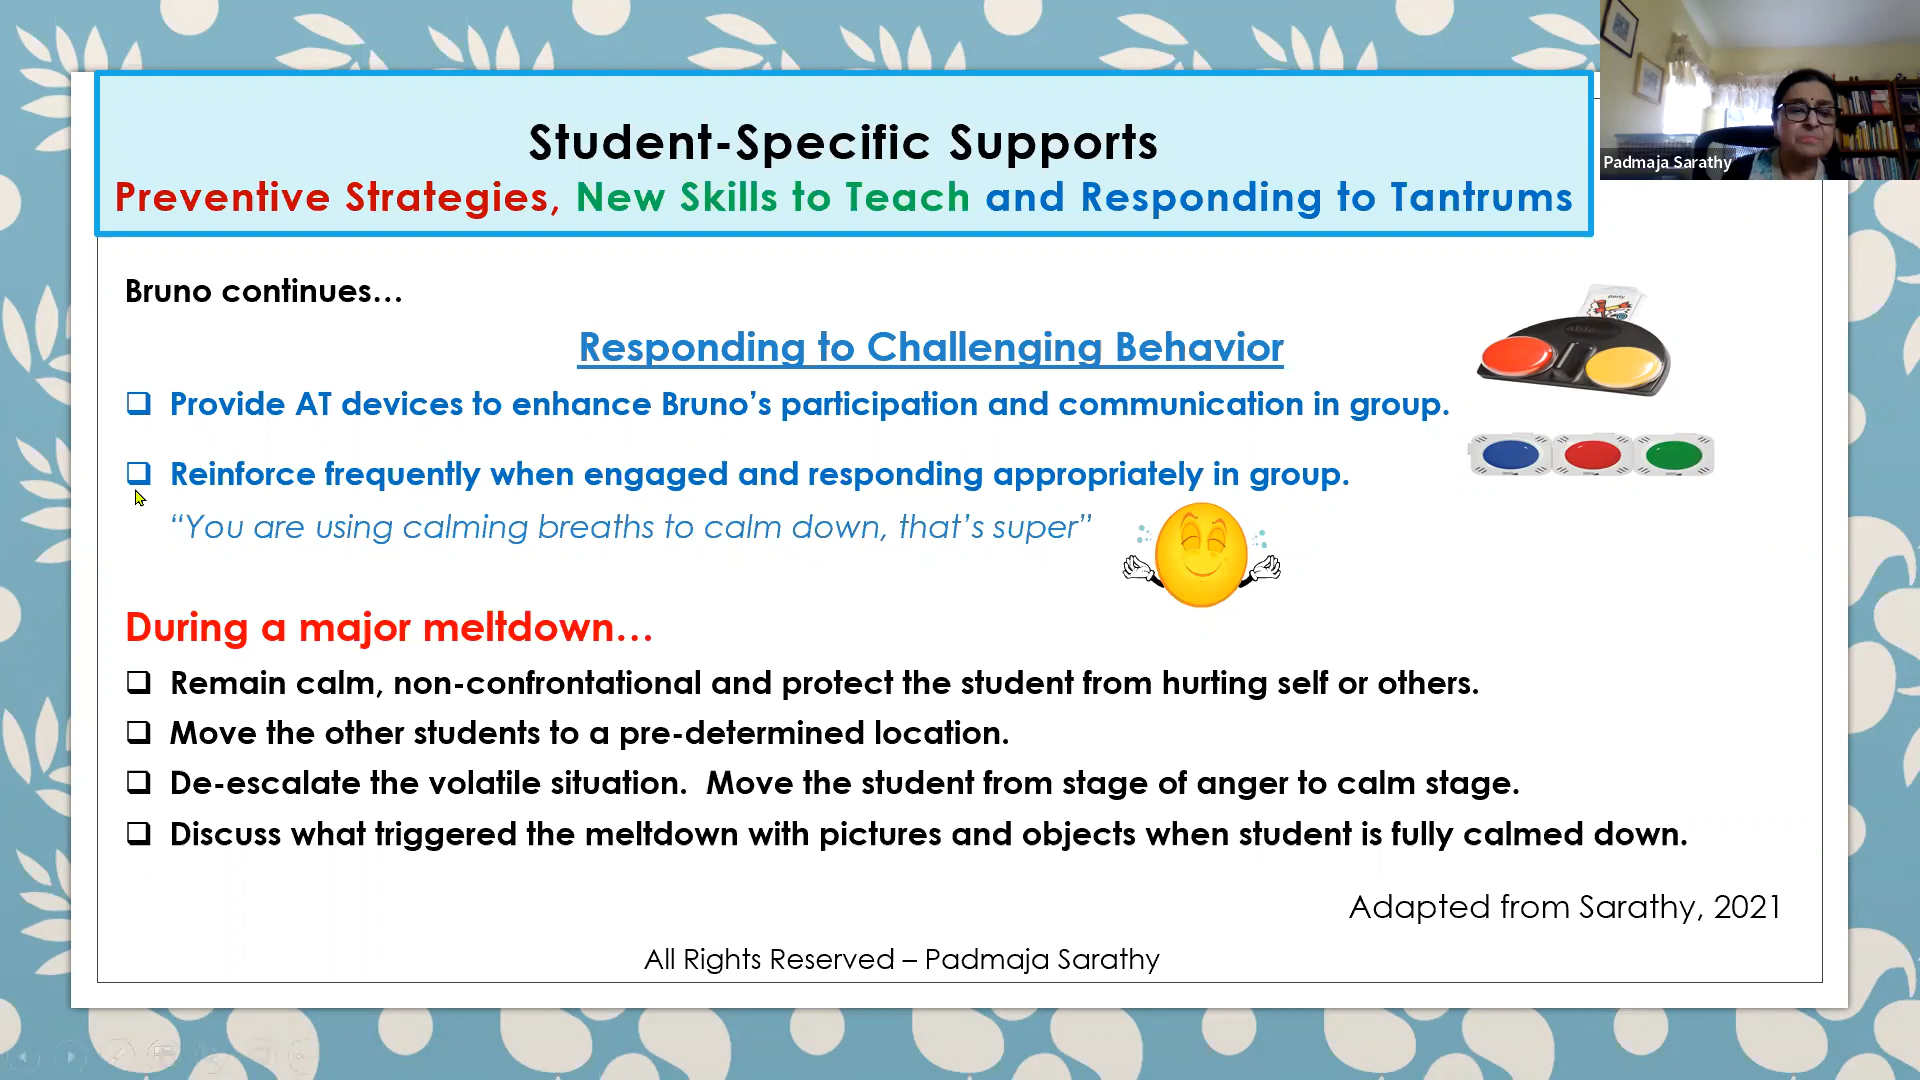 Student-Specific Supports
Preventive Strategies, New Skills to Teach and Responding to Tantrums
Padmaja Sarathy
Bruno continues…
Responding to Challenging Behavior
Party
❑ Provide AT devices to enhance Bruno’s participation and communication in group.
❑ Reinforce frequently when engaged and responding appropriately in group.
“You are using calming breaths to calm down, that’s super”
During a major meltdown…
❑ Remain calm, non-confrontational and protect the student from hurting self or others.
❑ Move the other students to a pre-determined location.
❑ De-escalate the volatile situation.  Move the student from stage of anger to calm stage.
❑ Discuss what triggered the meltdown with pictures and objects when student is fully calmed down.
Adapted from Sarathy, 2021
All Rights Reserved – Padmaja Sarathy